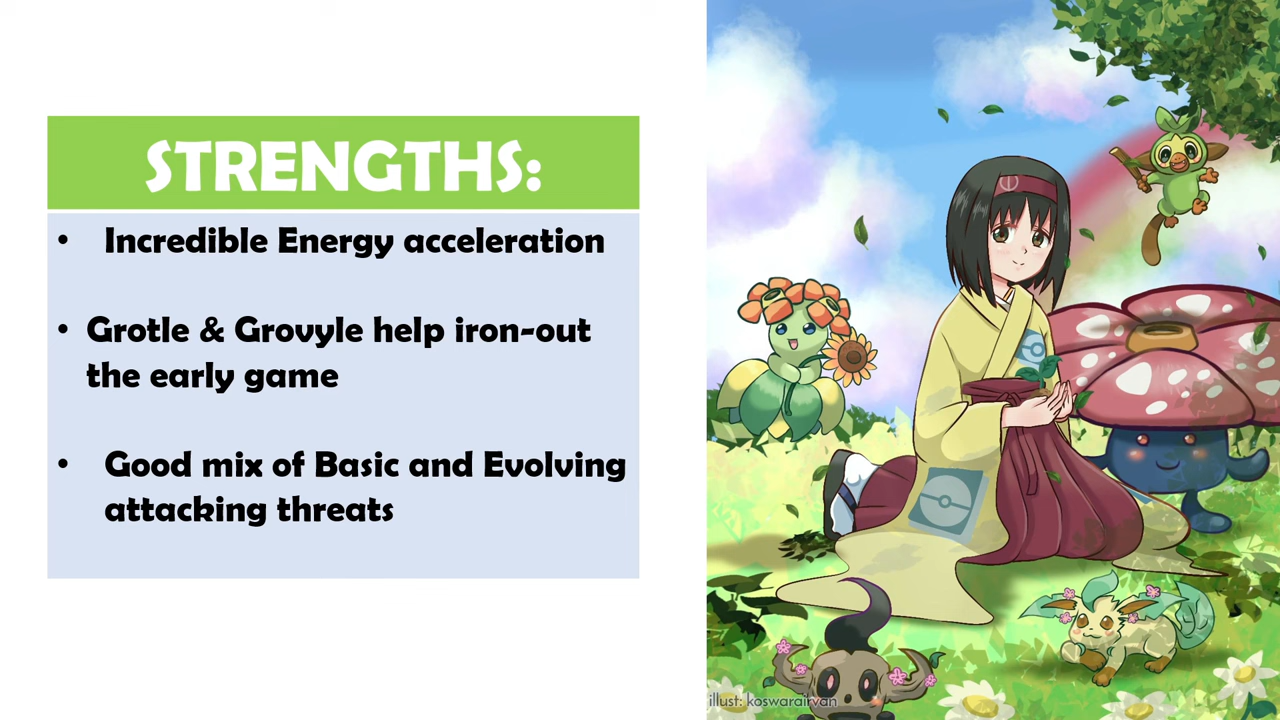 STRENGTHS:
• Incredible Energy acceleration
• Grotle & Grovyle help iron-out
the early game
• Good mix of Basic and Evolving
attacking threats
illust: koswarairvan